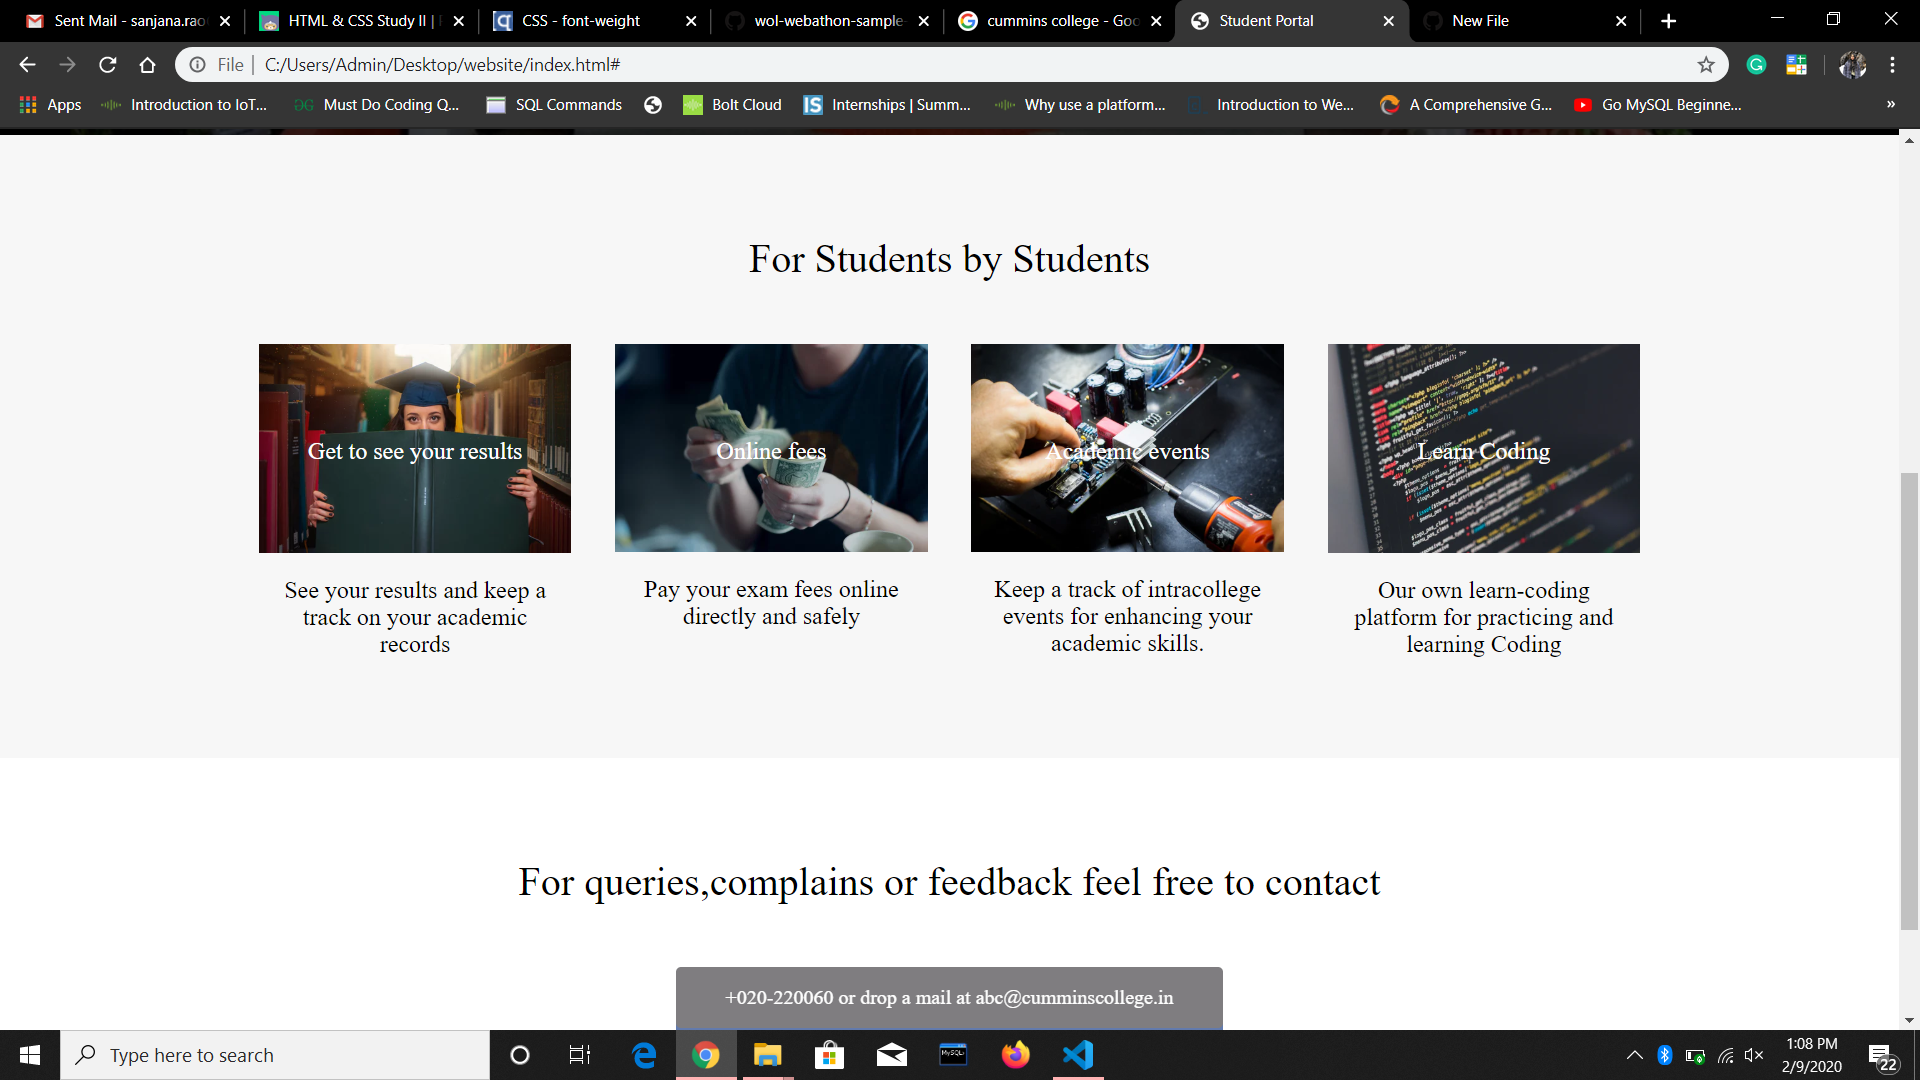 Sent Mail - sanjana.rao
HTML & CSS Study II |
CSS - font-weight
wol-webathon-sample-
cummins college - Goo
Student Portal
New File
File | C:/Users/Admin/Desktop/website/index.html#
Apps
Introduction to IoT...
Must Do Coding Q...
SQL Commands
Bolt Cloud
Internships | Summ...
Why use a platform...
Introduction to We...
A Comprehensive G...
Go MySQL Beginne...
»
For Students by Students
Get to see your results
Online fees
Academic events
Learn Coding
See your results and keep a
track on your academic
records
Pay your exam fees online
directly and safely
Keep a track of intracollege
events for enhancing your
academic skills.
Our own learn-coding
platform for practicing and
learning Coding
For queries,complains or feedback feel free to contact
+020-220060 or drop a mail at abc@cumminscollege.in
Type here to search
1:08 PM
2/9/2020
22